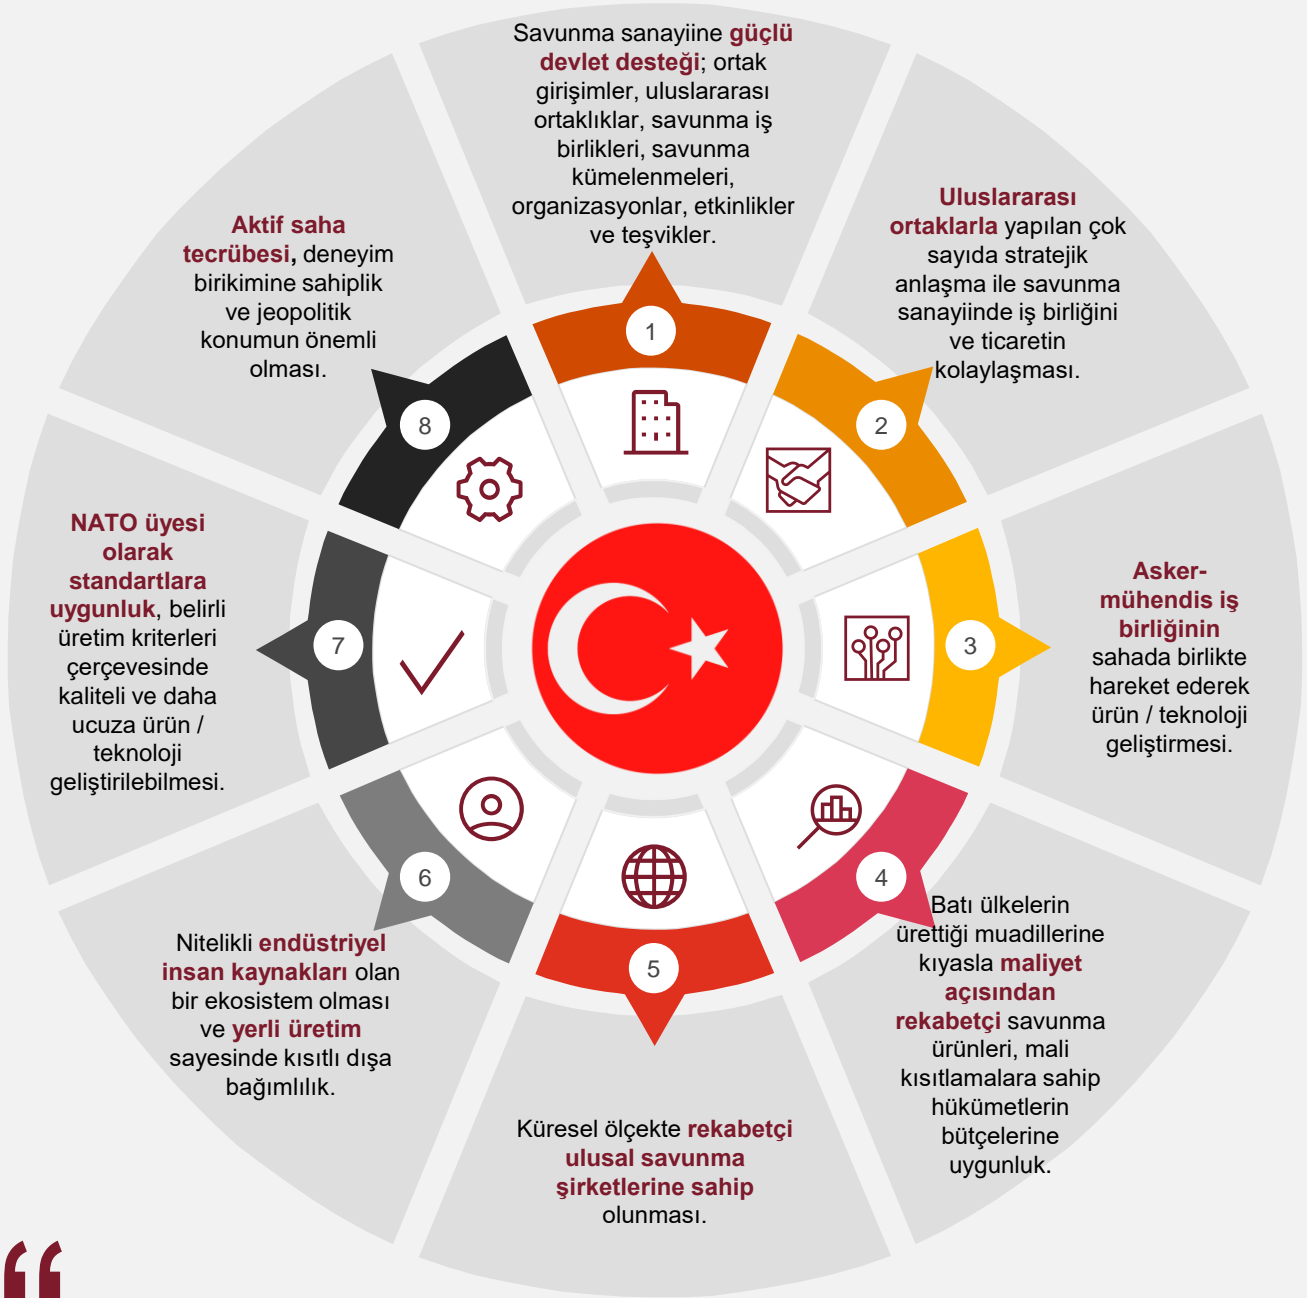 Savunma sanayiine güçlü
devlet desteği; ortak
girişimler, uluslararası
ortaklıklar, savunma iş
birlikleri, savunma
kümelenmeleri,
organizasyonlar, etkinlikler
ve teşvikler.
1
Uluslararası
ortaklarla yapılan çok
sayıda stratejik
anlaşma ile savunma
sanayiinde iş birliğini
ve ticaretin
kolaylaşması.
2
Asker-
mühendis iş
birliğinin
sahada birlikte
hareket ederek
ürün / teknoloji
geliştirmesi.
3
Batı ülkelerin
ürettiği muadillerine
kıyasla maliyet
açısından
rekabetçi savunma
ürünleri, mali
kısıtlamalara sahip
hükümetlerin
bütçelerine
uygunluk.
4
Küresel ölçekte rekabetçi
ulusal savunma
şirketlerine sahip
olunması.
5
Nitelikli endüstriyel
insan kaynakları olan
bir ekosistem olması
ve yerli üretim
sayesinde kısıtlı dışa
bağımlılık.
6
NATO üyesi
olarak
standartlara
uygunluk, belirli
üretim kriterleri
çerçevesinde
kaliteli ve daha
ucuza ürün /
teknoloji
geliştirilebilmesi.
7
Aktif saha
tecrübesi, deneyim
birikimine sahiplik
ve jeopolitik
konumun önemli
olması.
8
“